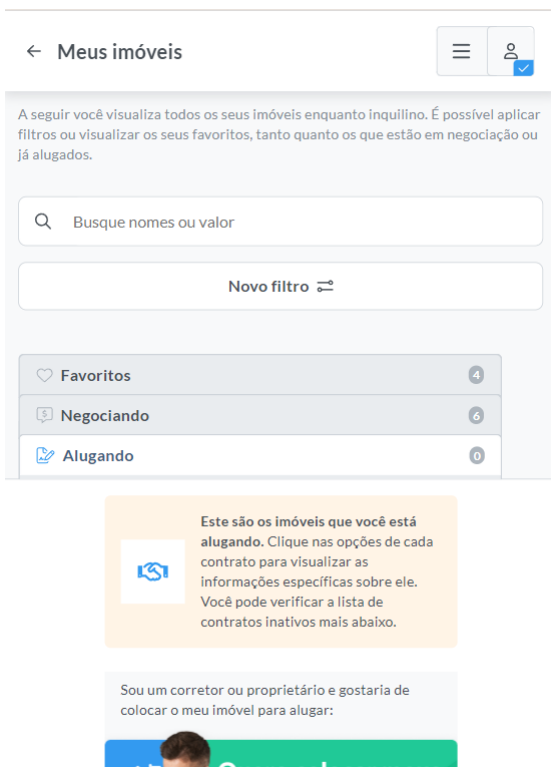 Meus imóveis
A seguir você visualiza todos os seus imóveis enquanto inquilino. É possível aplicar
filtros ou visualizar os seus favoritos, tanto quanto os que estão em negociação ou
já alugados.
Busque nomes ou valor
Novo filtro
Favoritos 4
Negociando 6
Alugando 0
Este são os imóveis que você está
alugando. Clique nas opções de cada
contrato para visualizar as
informações específicas sobre ele.
Você pode verificar a lista de
contratos inativos mais abaixo.
Sou um corretor ou proprietário e gostaria de
colocar o meu imóvel para alugar: